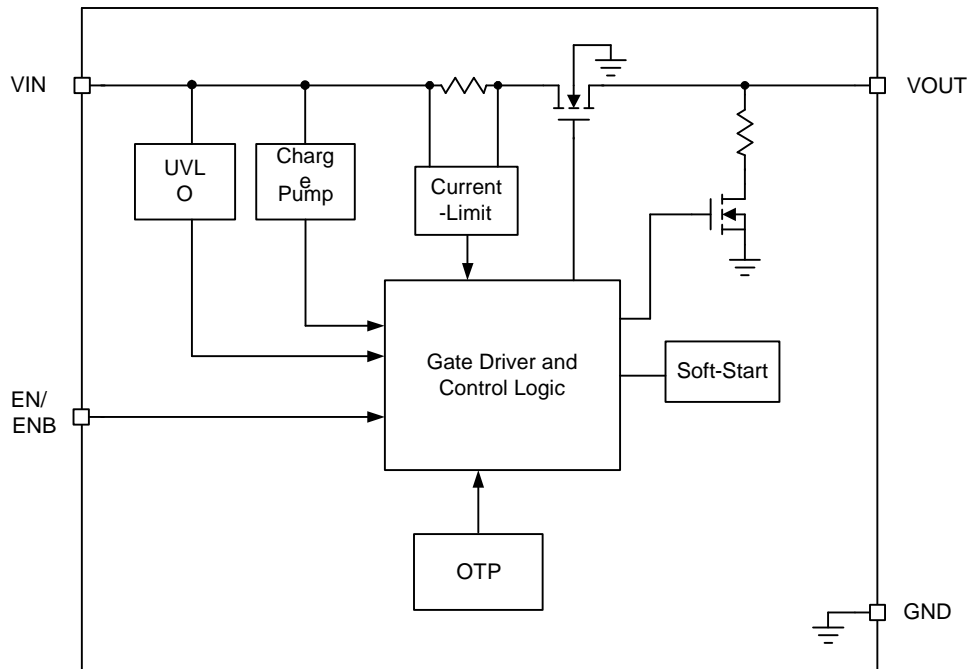 VIN
VOUT
UVL
O
Charg
e
Pump
Current
-Limit
Gate Driver and
Control Logic
Soft-Start
EN/
ENB
OTP
GND